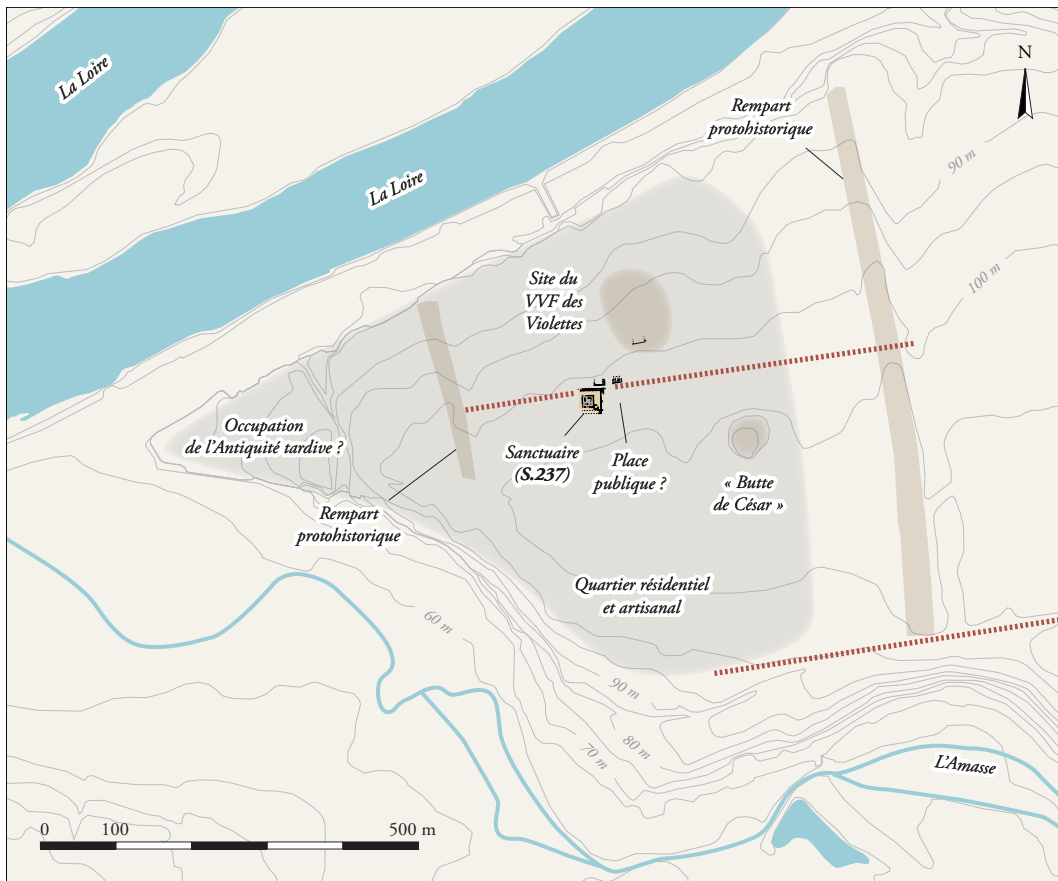 La Loire
N
Rempart
protohistorique
90 m
La Loire
100 m
Site du
VVF des
Violettes
Occupation
de l'Antiquité tardive ?
Sanctuaire
(S.237)
Place
publique ?
« Butte
de César »
Rempart
protohistorique
Quartier résidentiel
et artisanal
60 m
90 m
80 m
70 m
L'Amasse
0 100 500 m